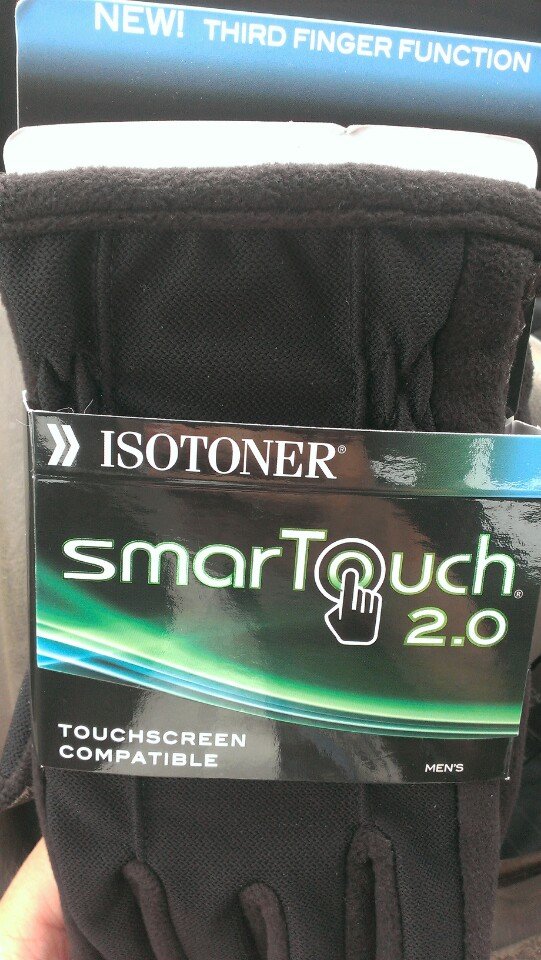 NEW! THIRD FINGER FUNCTION
ISOTONER®
smarTouch®
2.0
TOUCHSCREEN
COMPATIBLE
MEN'S